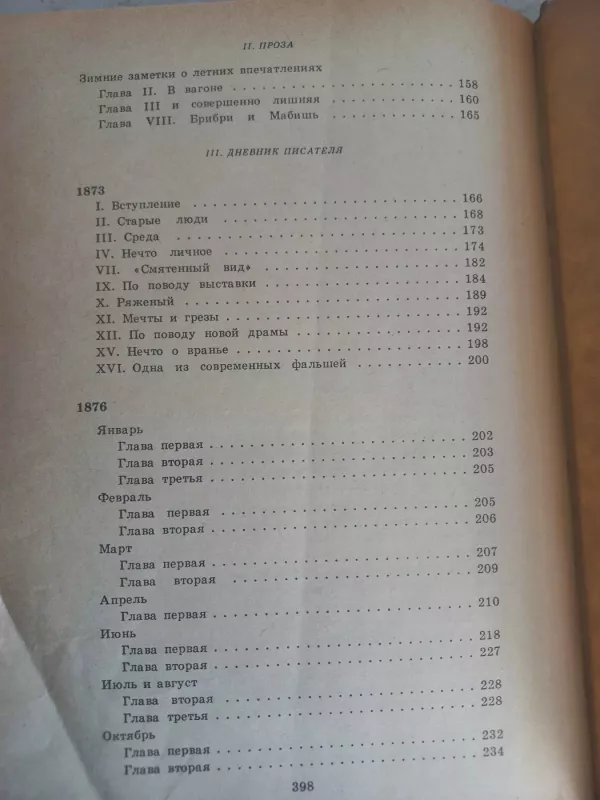 II. ПРОЗА
Зимние заметки о летних впечатлениях
Глава II. В вагоне . . . . . . . . . . . . . . . . . . . 158
Глава III и совершенно лишняя . . . . . . . . . . 160
Глава VIII. Брибри и Мабишь . . . . . . . . . . . 165
III. ДНЕВНИК ПИСАТЕЛЯ
1873
I. Вступление . . . . . . . . . . . . . . . . . . . . 166
II. Старые люди . . . . . . . . . . . . . . . . . . . 168
III. Среда . . . . . . . . . . . . . . . . . . . . . . 173
IV. Нечто личное . . . . . . . . . . . . . . . . . . . 174
VII. «Смятенный вид» . . . . . . . . . . . . . . . . 182
IX. По поводу выставки . . . . . . . . . . . . . . . . 184
X. Ряженый . . . . . . . . . . . . . . . . . . . . . 189
XI. Мечты и грезы . . . . . . . . . . . . . . . . . . 192
XII. По поводу новой драмы . . . . . . . . . . . . . 192
XV. Нечто о вранье . . . . . . . . . . . . . . . . . . 198
XVI. Одна из современных фальшей . . . . . . . . . . . 200
1876
Январь
Глава первая . . . . . . . . . . . . . . . . . . . . 202
Глава вторая . . . . . . . . . . . . . . . . . . . . 203
Глава третья . . . . . . . . . . . . . . . . . . . . 205
Февраль
Глава первая . . . . . . . . . . . . . . . . . . . . 205
Глава вторая . . . . . . . . . . . . . . . . . . . . 206
Март
Глава первая . . . . . . . . . . . . . . . . . . . . 207
Глава вторая . . . . . . . . . . . . . . . . . . . . 209
Апрель
Глава первая . . . . . . . . . . . . . . . . . . . . 210
Июнь
Глава первая . . . . . . . . . . . . . . . . . . . . 218
Глава вторая . . . . . . . . . . . . . . . . . . . . 227
Июль и август
Глава вторая . . . . . . . . . . . . . . . . . . . . 228
Глава третья . . . . . . . . . . . . . . . . . . . . 228
Октябрь
Глава первая . . . . . . . . . . . . . . . . . . . . 232
Глава вторая . . . . . . . . . . . . . . . . . . . . 234
398